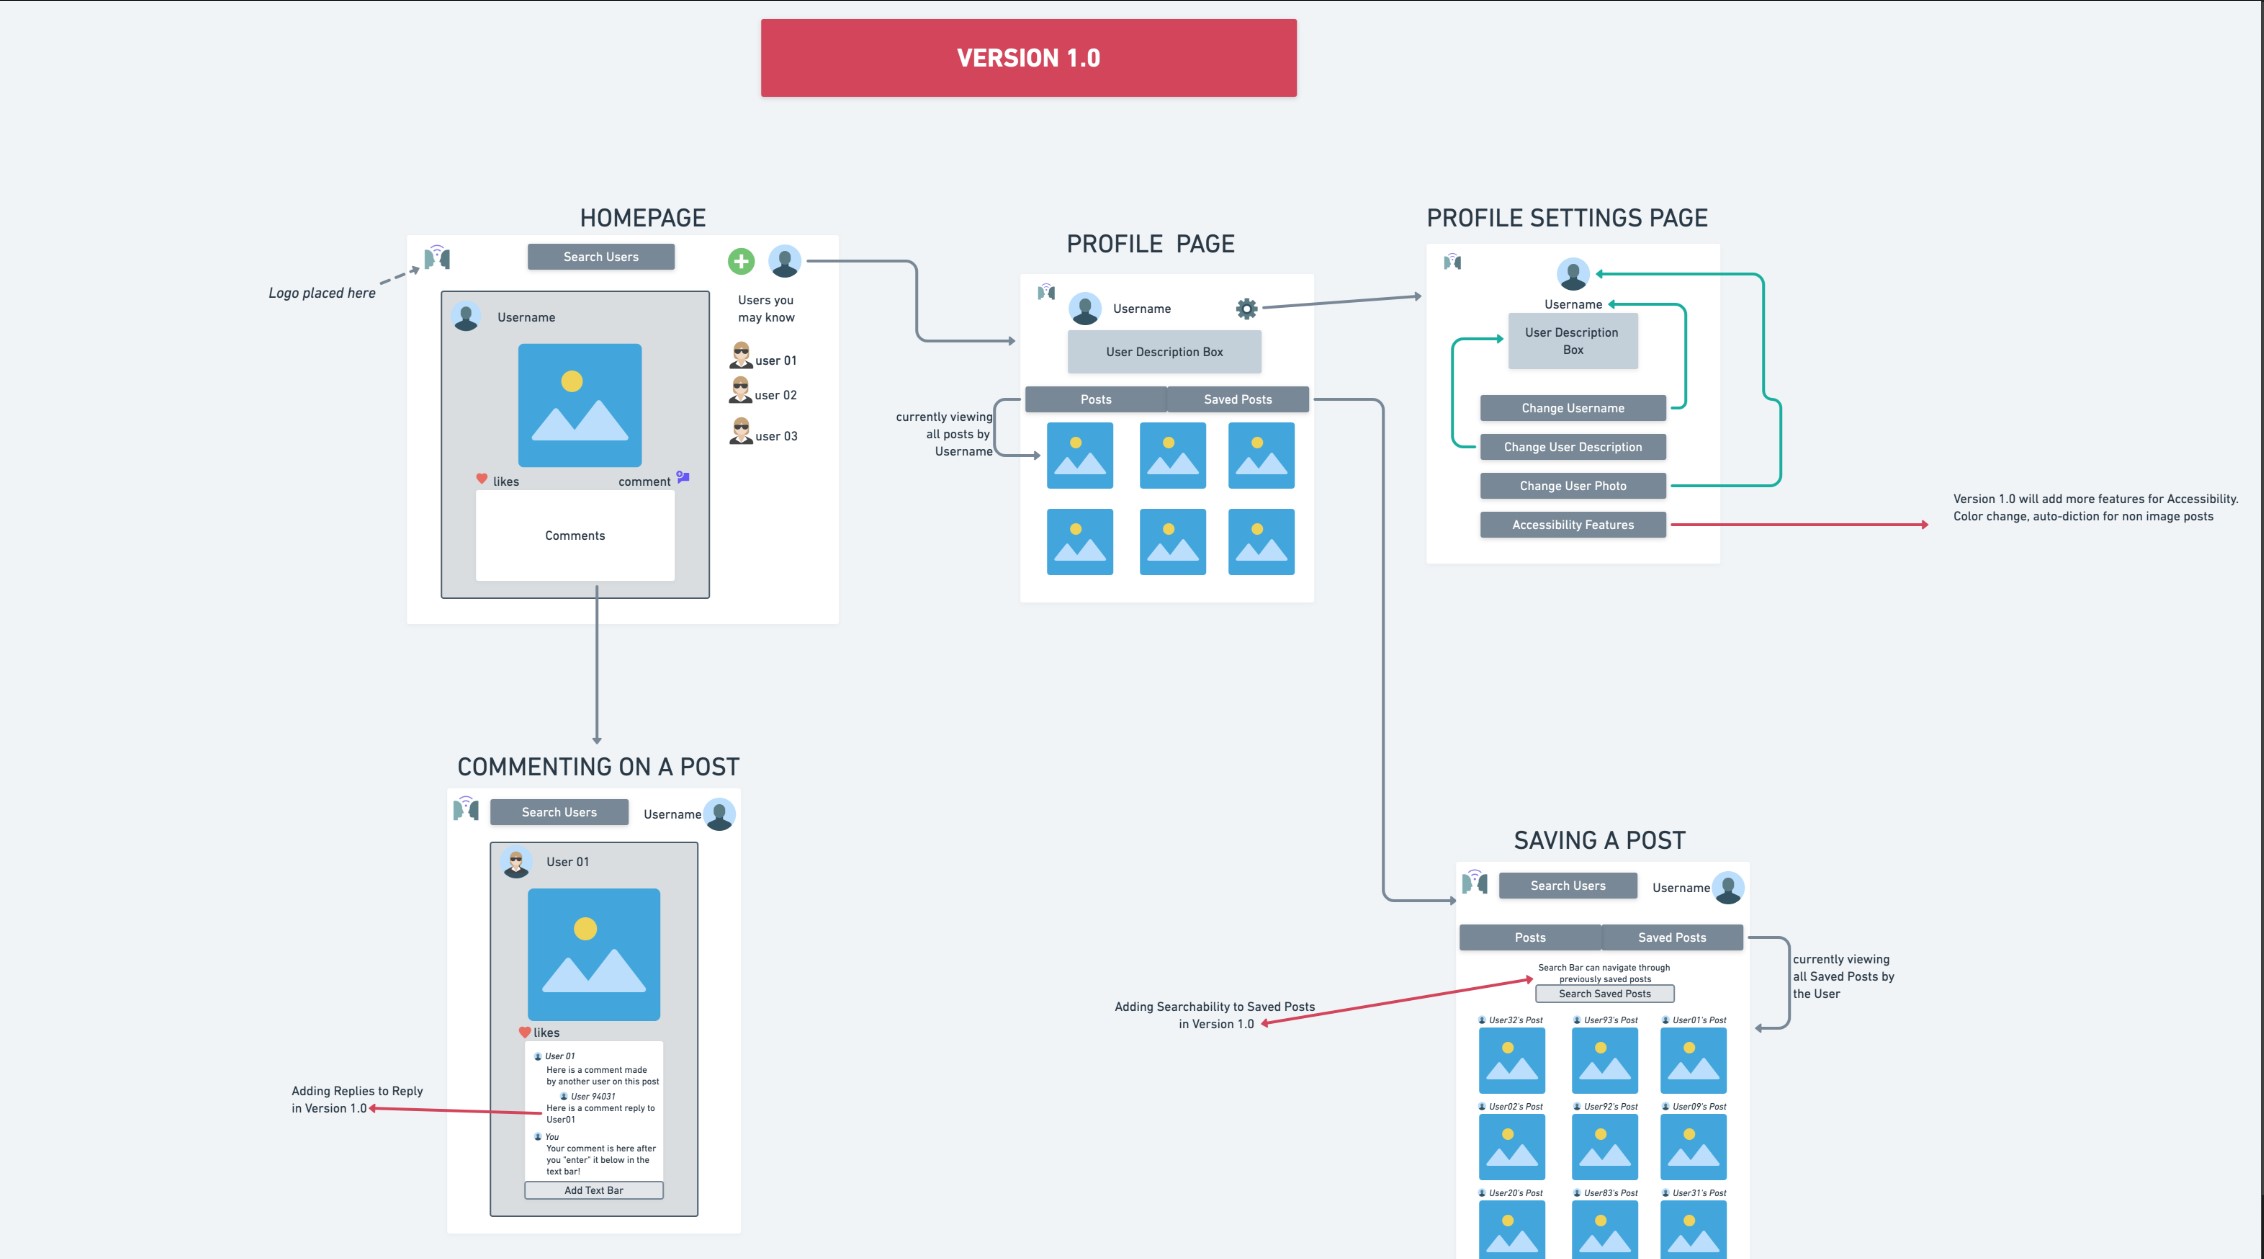 VERSION 1.0
HOMEPAGE
Logo placed here
Search Users
Username
likes
comment
Comments
Users you
may know
user 01
user 02
user 03
PROFILE PAGE
Username
User Description Box
Posts
Saved Posts
currently viewing
all posts by
Username
PROFILE SETTINGS PAGE
Username
User Description
Box
Change Username
Change User Description
Change User Photo
Accessibility Features
Version 1.0 will add more features for Accessibility.
Color change, auto-diction for non image posts
COMMENTING ON A POST
Search Users
Username
User 01
likes
User 01
Here is a comment made
by another user on this post
User 94031
Here is a comment reply to
User01
You
Your comment is here after
you "enter" it below in the
text bar!
Add Text Bar
Adding Replies to Reply
in Version 1.0
SAVING A POST
Search Users
Username
Posts
Saved Posts
Search Bar can navigate through
previously saved posts
Search Saved Posts
Adding Searchability to Saved Posts
in Version 1.0
currently viewing
all Saved Posts by
the User
User32's Post
User93's Post
User01's Post
User02's Post
User92's Post
User09's Post
User20's Post
User83's Post
User31's Post